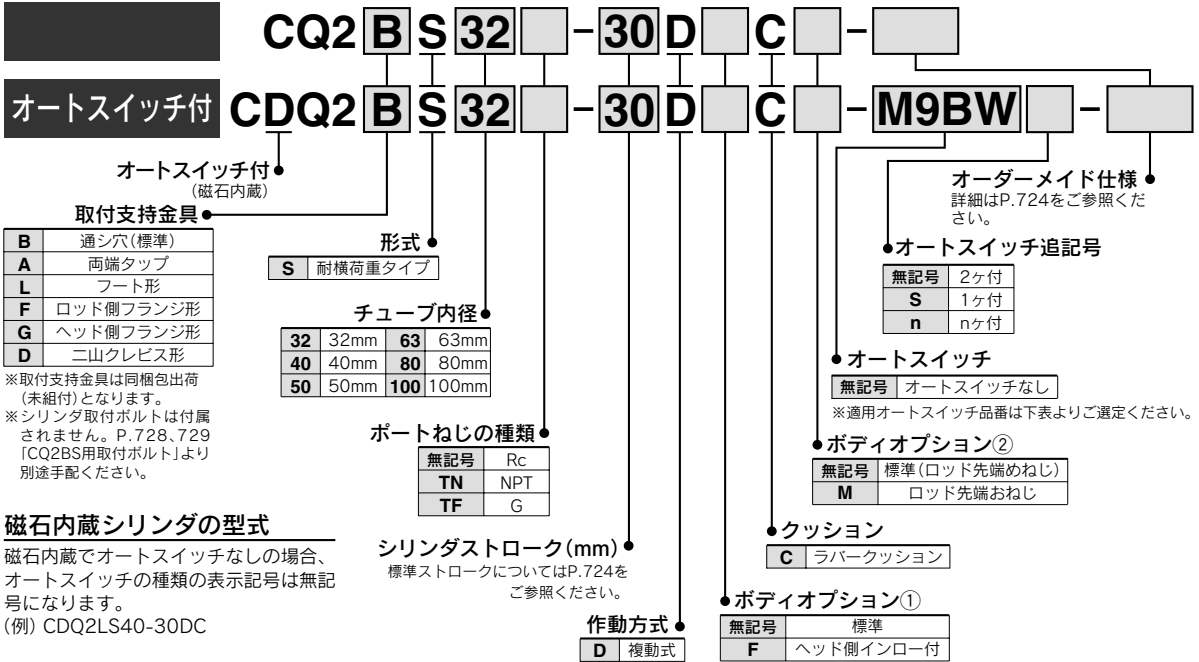 CQ2 B S 32 -30 D C -
オートスイッチ付 CDQ2 B S 32 -30 D C - M9BW -
オートスイッチ付
(磁石内蔵)
取付支持金具
B 通シ穴(標準)
A 両端タップ
L フート形
F ロッド側フランジ形
G ヘッド側フランジ形
D 二山クレビス形
※取付支持金具は同梱包出荷
(未組付)となります。
※シリンダ取付ボルトは付属
されません。P.728、729
「CQ2BS用取付ボルト」より
別途手配ください。
磁石内蔵シリンダの型式
磁石内蔵でオートスイッチなしの場合、
オートスイッチの種類の表示記号は無記
号になります。
(例) CDQ2LS40-30DC
形式
S 耐横荷重タイプ
チューブ内径
32 32mm 63 63mm
40 40mm 80 80mm
50 50mm 100 100mm
ポートねじの種類
無記号 Rc
TN NPT
TF G
シリンダストローク(mm)
標準ストロークについてはP.724を
ご参照ください。
作動方式
D 複動式
ボディオプション①
無記号 標準
F ヘッド側インロー付
クッション
C ラバークッション
ボディオプション②
無記号 標準(ロッド先端めねじ)
M ロッド先端おねじ
オートスイッチ
無記号 オートスイッチなし
※適用オートスイッチ品番は下表よりご選定ください。
オートスイッチ追記号
無記号 2ヶ付
S 1ヶ付
n nヶ付
オーダーメイド仕様
詳細はP.724をご参照くだ
さい。